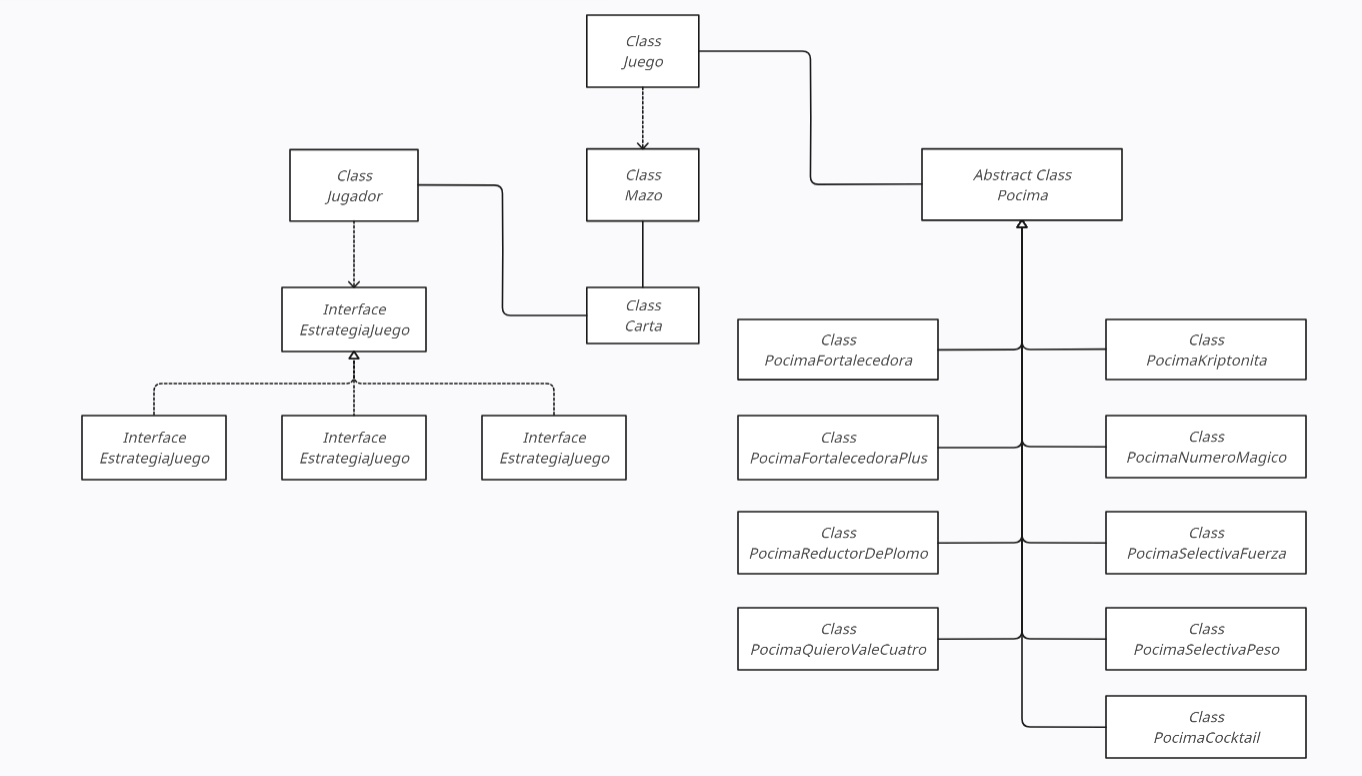 Class
Juego
Class
Jugador
Class
Mazo
Abstract Class
Pocima
Interface
EstrategiaJuego
Class
Carta
Class
PocimaFortalecedora
Class
PocimaKriptonita
Interface
EstrategiaJuego
Interface
EstrategiaJuego
Interface
EstrategiaJuego
Class
PocimaFortalecedoraPlus
Class
PocimaNumeroMagico
Class
PocimaReductorDePlomo
Class
PocimaSelectivaFuerza
Class
PocimaQuieroValeCuatro
Class
PocimaSelectivaPeso
Class
PocimaCocktail